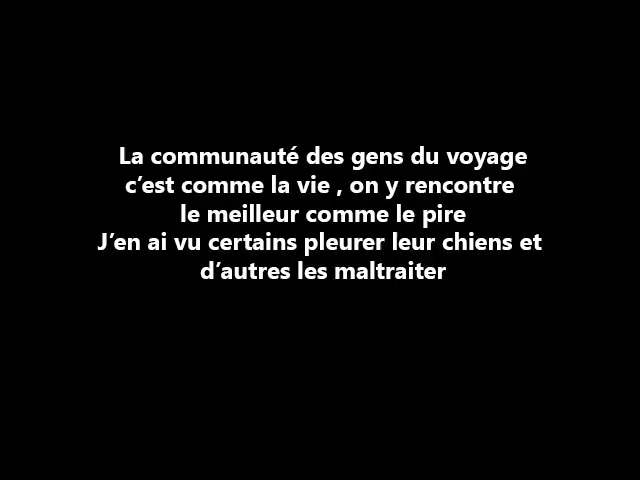 La communauté des gens du voyage
c’est comme la vie , on y rencontre
le meilleur comme le pire
J’en ai vu certains pleurer leur chiens et
d’autres les maltraiter